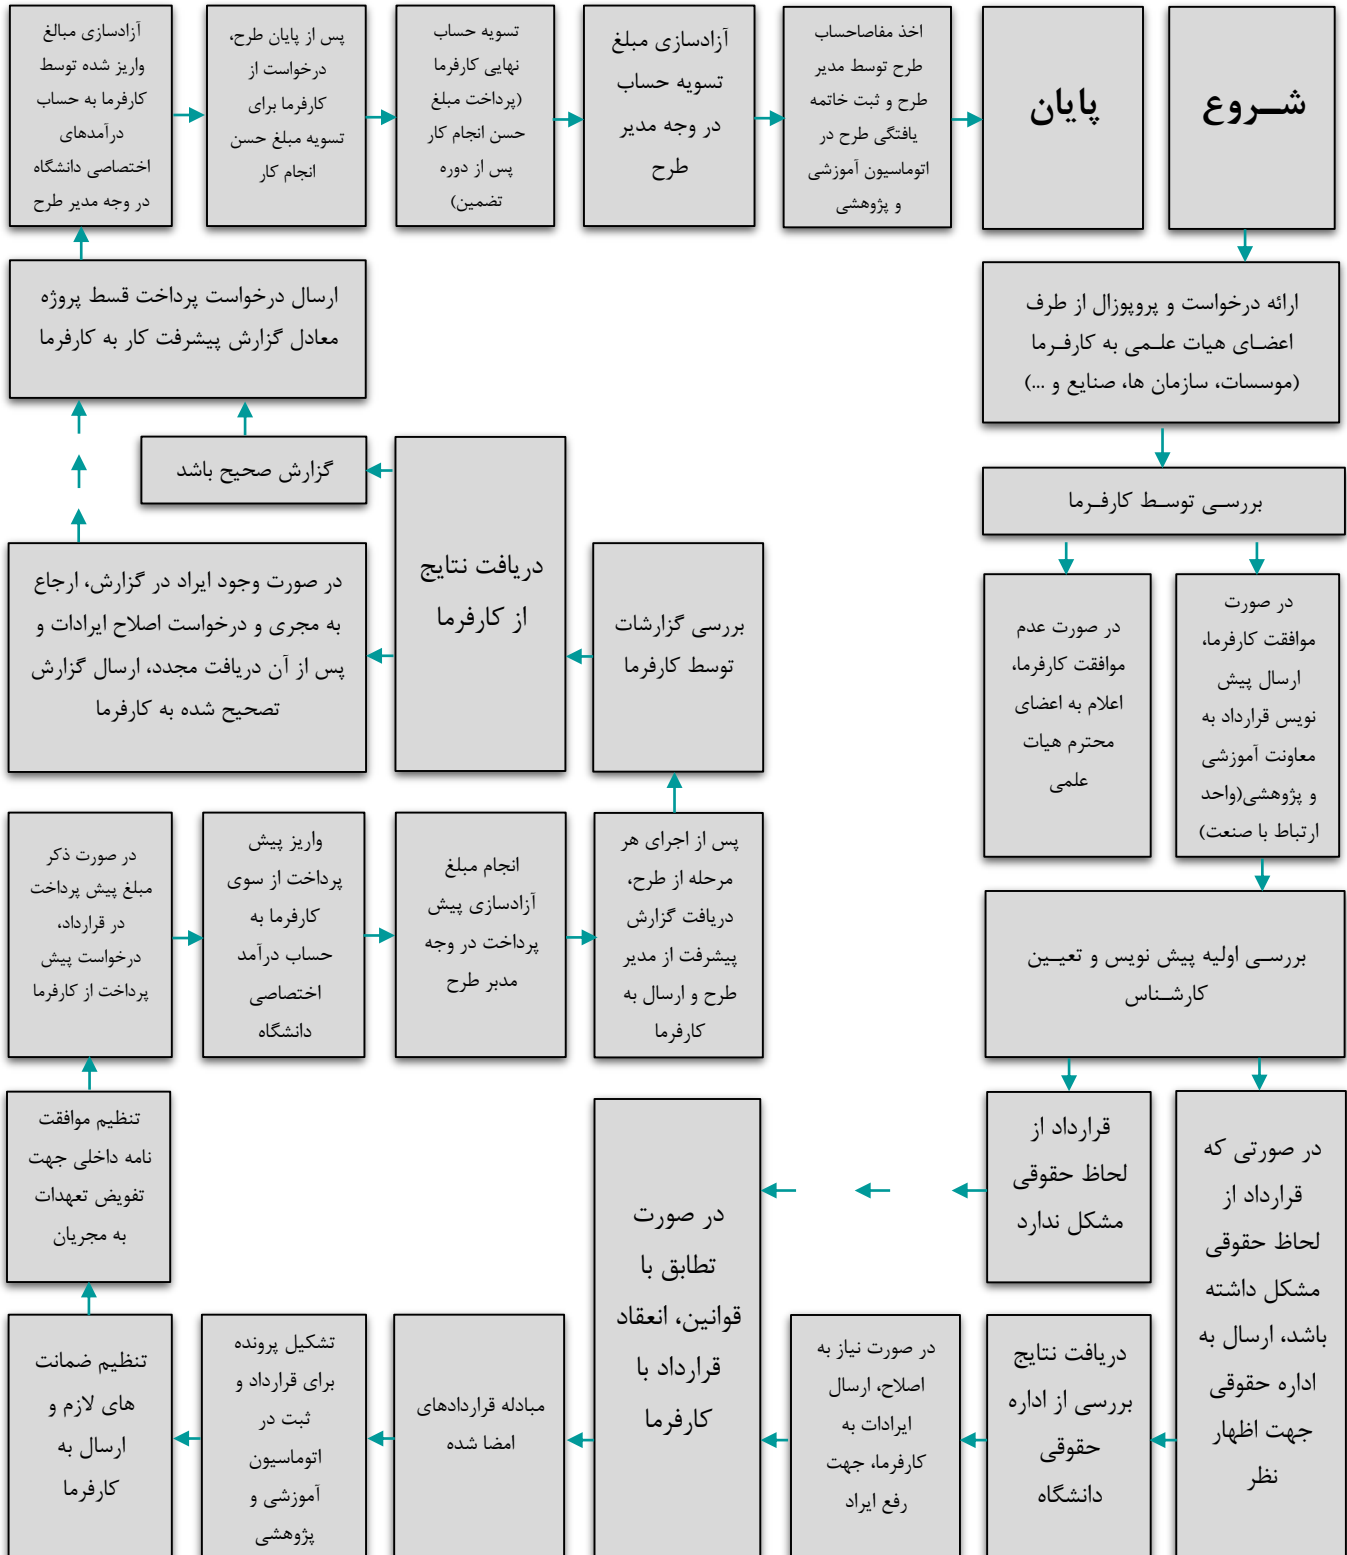 شــروع
پایان
اخذ مفاصاحساب
طرح توسط مدیر
طرح و ثبت خاتمه
یافتگی طرح در
اتوماسیون آموزشی
و پژوهشی
آزادسازی مبلغ
تسویه حساب
در وجه مدیر
طرح
تسویه حساب
نهایی کارفرما
(پرداخت مبلغ
حسن انجام کار
پس از دوره
تضمین)
پس از پایان طرح،
درخواست از
کارفرما برای
تسویه مبلغ حسن
انجام کار
آزادسازی مبالغ
واریز شده توسط
کارفرما به حساب
درآمدهای
اختصاصی دانشگاه
در وجه مدیر طرح
ارائه درخواست و پروپوزال از طرف
اعضـای هیات علـمی به کارفـرما
(موسسات، سازمان ها، صنایع و ...)
ارسال درخواست پرداخت قسط پروژه
معادل گزارش پیشرفت کار به کارفرما
بررسـی توسـط کارفـرما
گزارش صحیح باشد
دریافت نتایج
از کارفرما
بررسی گزارشات
توسط کارفرما
در صورت وجود ایراد در گزارش، ارجاع
به مجری و درخواست اصلاح ایرادات و
پس از آن دریافت مجدد، ارسال گزارش
تصحیح شده به کارفرما
در صورت
موافقت کارفرما،
ارسال پیش
نویس قرارداد به
معاونت آموزشی
و پژوهشی(واحد
ارتباط با صنعت)
در صورت عدم
موافقت کارفرما،
اعلام به اعضای
محترم هیات
علمی
پس از اجرای هر
مرحله از طرح،
دریافت گزارش
پیشرفت از مدیر
طرح و ارسال به
کارفرما
انجام مبلغ
آزادسازی پیش
پرداخت در وجه
مدبر طرح
واریز پیش
پرداخت از سوی
کارفرما به
حساب درآمد
اختصاصی
دانشگاه
در صورت ذکر
مبلغ پیش پرداخت
در قرارداد،
درخواست پیش
پرداخت از کارفرما
بررسـی اولیه پیش نویس و تعیـین
کارشـناس
در صورتی که
قرارداد از
لحاظ حقوقی
مشکل داشته
باشد، ارسال به
اداره حقوقی
جهت اظهار
نظر
قرارداد از
لحاظ حقوقی
مشکل ندارد
در صورت
تطابق با
قوانین، انعقاد
قرارداد با
کارفرما
تنظیم موافقت
نامه داخلی جهت
تفویض تعهدات
به مجریان
دریافت نتایج
بررسی از اداره
حقوقی
دانشگاه
در صورت نیاز به
اصلاح، ارسال
ایرادات به
کارفرما، جهت
رفع ایراد
مبادله قراردادهای
امضا شده
تشکیل پرونده
برای قرارداد و
ثبت در
اتوماسیون
آموزشی و
پژوهشی
تنظیم ضمانت
های لازم و
ارسال به
کارفرما